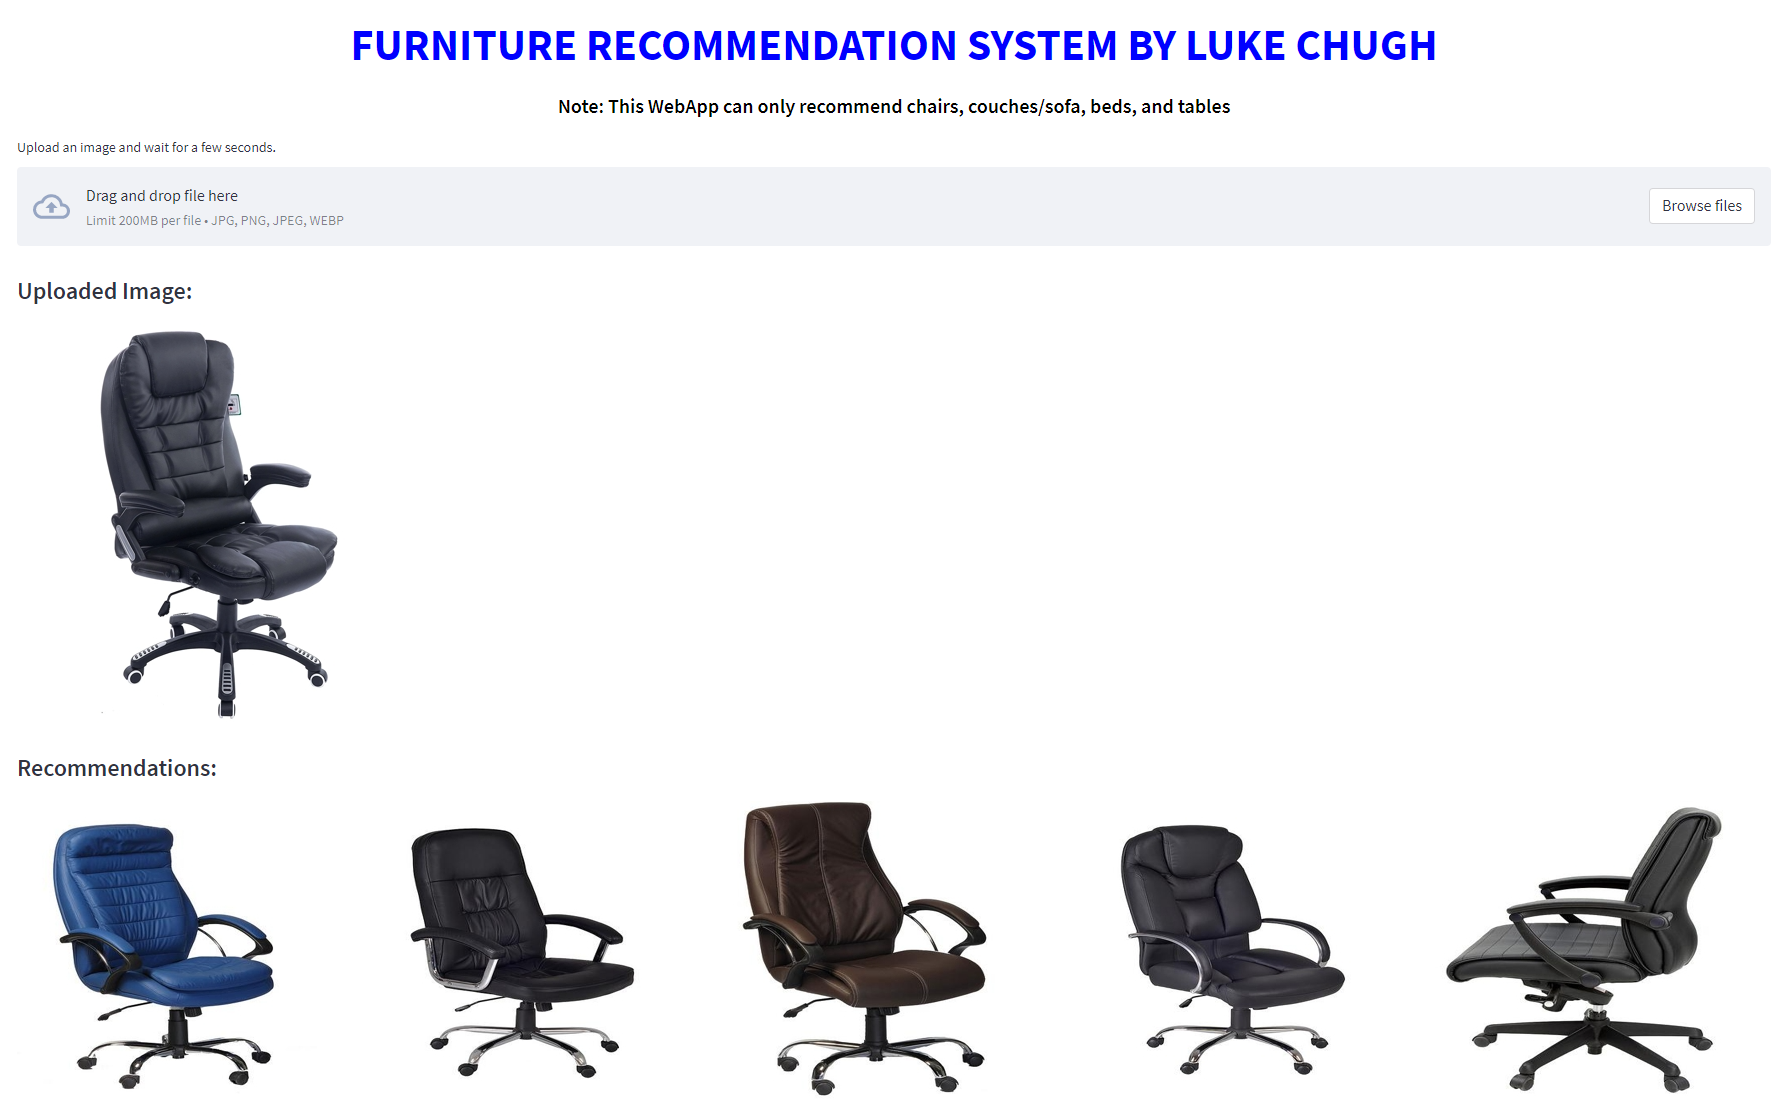 FURNITURE RECOMMENDATION SYSTEM BY LUKE CHUGH
Note: This WebApp can only recommend chairs, couches/sofa, beds, and tables
Upload an image and wait for a few seconds.
Drag and drop file here
Limit 200MB per file • JPG, PNG, JPEG, WEBP
Browse files
Uploaded Image:
Recommendations: